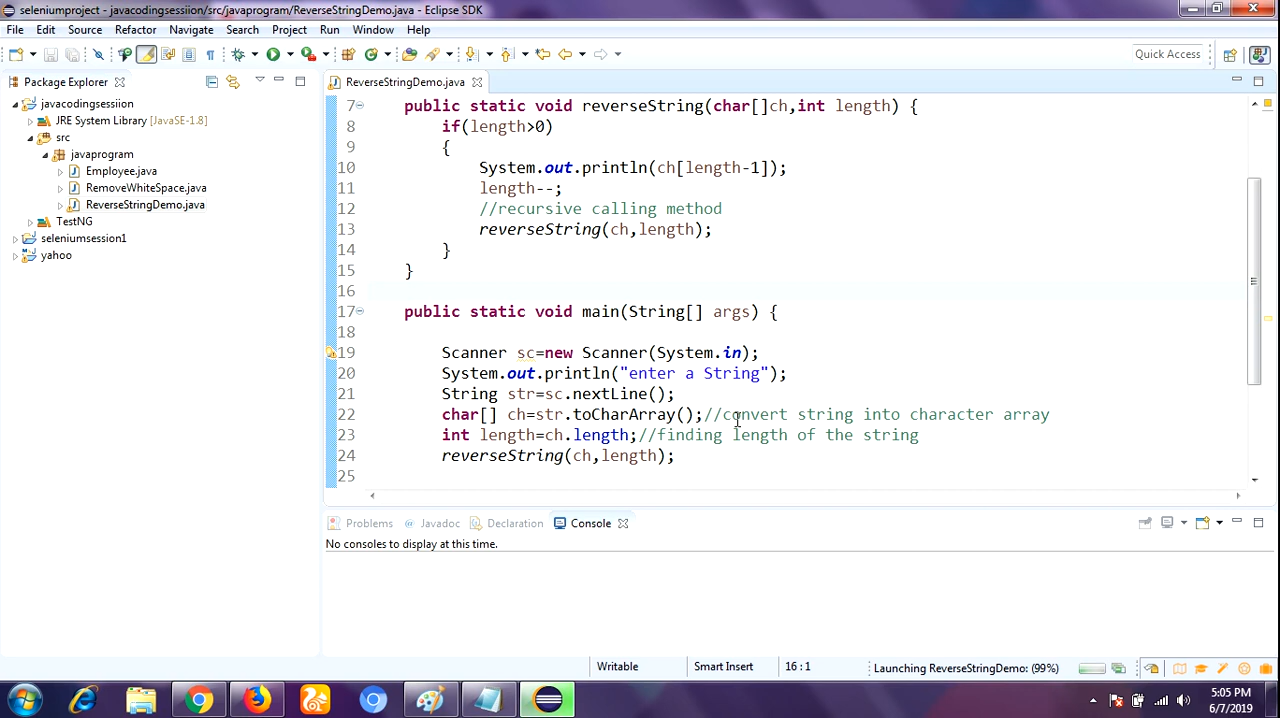 seleniumproject - javacodingsessiion/src/javaprogram/ReverseStringDemo.java - Eclipse SDK
File Edit Source Refactor Navigate Search Project Run Window Help
Quick Access
Package Explorer
ReverseStringDemo.java
javacodingsessiion
JRE System Library [JavaSE-1.8]
src
javaprogram
Employee.java
RemoveWhiteSpace.java
ReverseStringDemo.java
TestNG
seleniumsession1
yahoo
7 public static void reverseString(char[]ch,int length) {
8 if(length>0)
9 {
10 System.out.println(ch[length-1]);
11 length--;
12 //recursive calling method
13 reverseString(ch,length);
14 }
15 }
16
17 public static void main(String[] args) {
18
19 Scanner sc=new Scanner(System.in);
20 System.out.println("enter a String");
21 String str=sc.nextLine();
22 char[] ch=str.toCharArray();//convert string into character array
23 int length=ch.length;//finding length of the string
24 reverseString(ch,length);
25
Problems Javadoc Declaration Console
No consoles to display at this time.
Writable Smart Insert 16 : 1 Launching ReverseStringDemo: (99%)
5:05 PM
6/7/2019